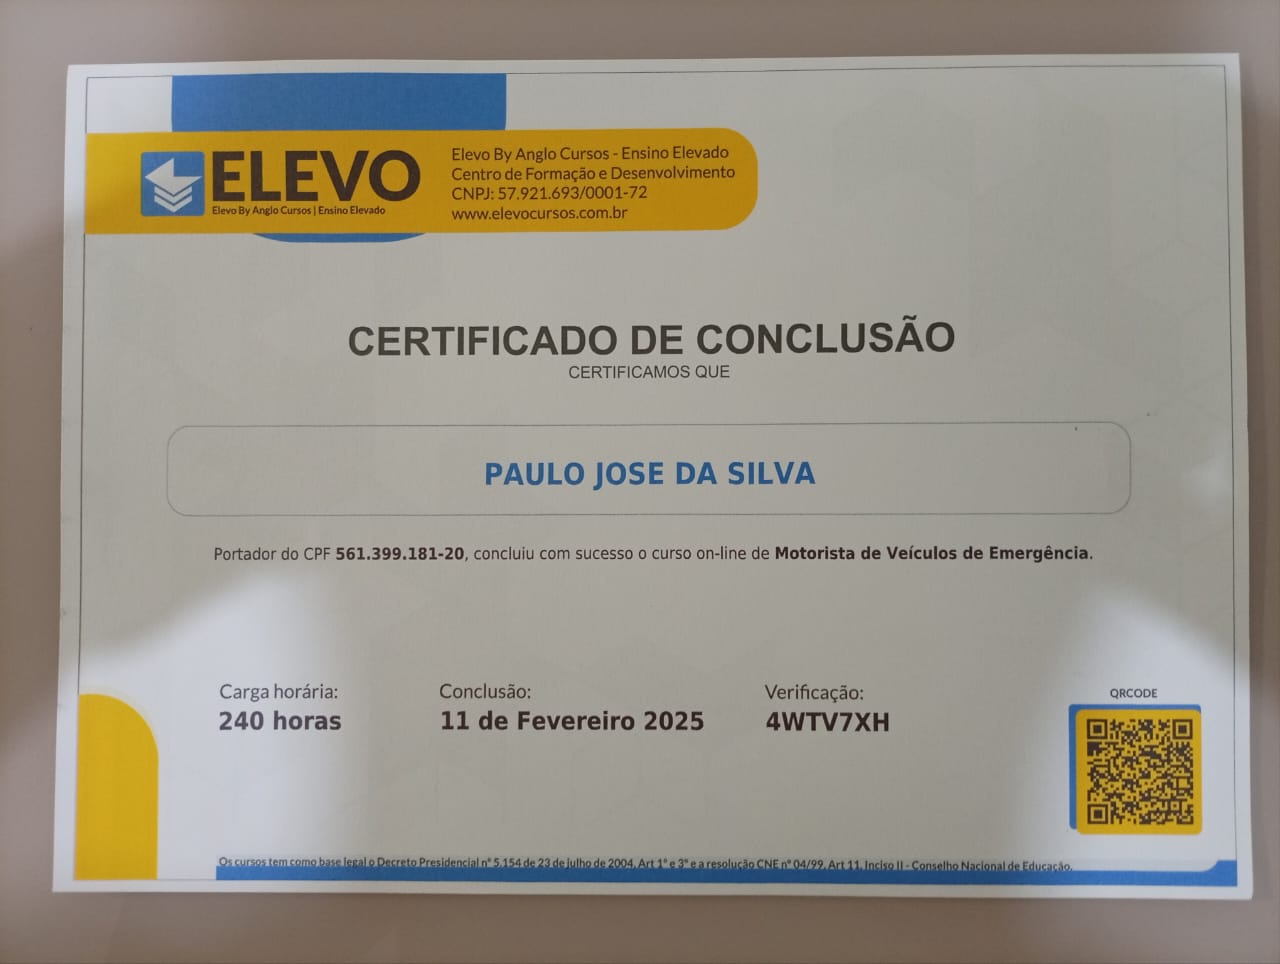 ELEVO
Elevo By Anglo Cursos | Ensino Elevado
Elevo By Anglo Cursos - Ensino Elevado
Centro de Formação e Desenvolvimento
CNPJ: 57.921.693/0001-72
www.elevocursos.com.br
CERTIFICADO DE CONCLUSÃO
CERTIFICAMOS QUE
PAULO JOSE DA SILVA
Portador do CPF 561.399.181-20, concluiu com sucesso o curso on-line de Motorista de Veículos de Emergência.
Carga horária:
240 horas
Conclusão:
11 de Fevereiro 2025
Verificação:
4WTV7XH
QRCODE
Os cursos tem como base legal o Decreto Presidencial n° 5.154 de 23 de julho de 2004, Art 1° e 3° e a resolução CNE n° 04/99, Art 11, Inciso II - Conselho Nacional de Educação.